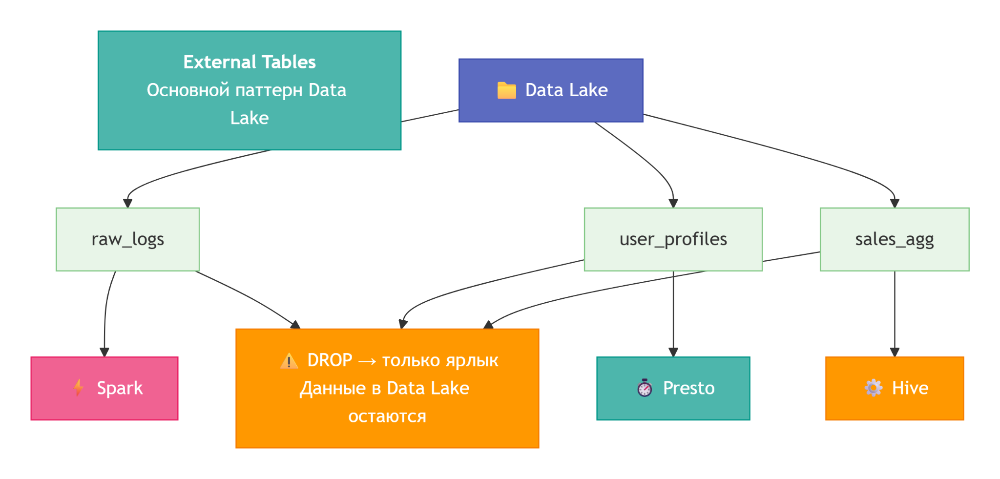 External Tables
Основной паттерн Data
Lake
Data Lake
raw_logs
user_profiles
sales_agg
Spark
DROP → только ярлык
Данные в Data Lake
остаются
Presto
Hive